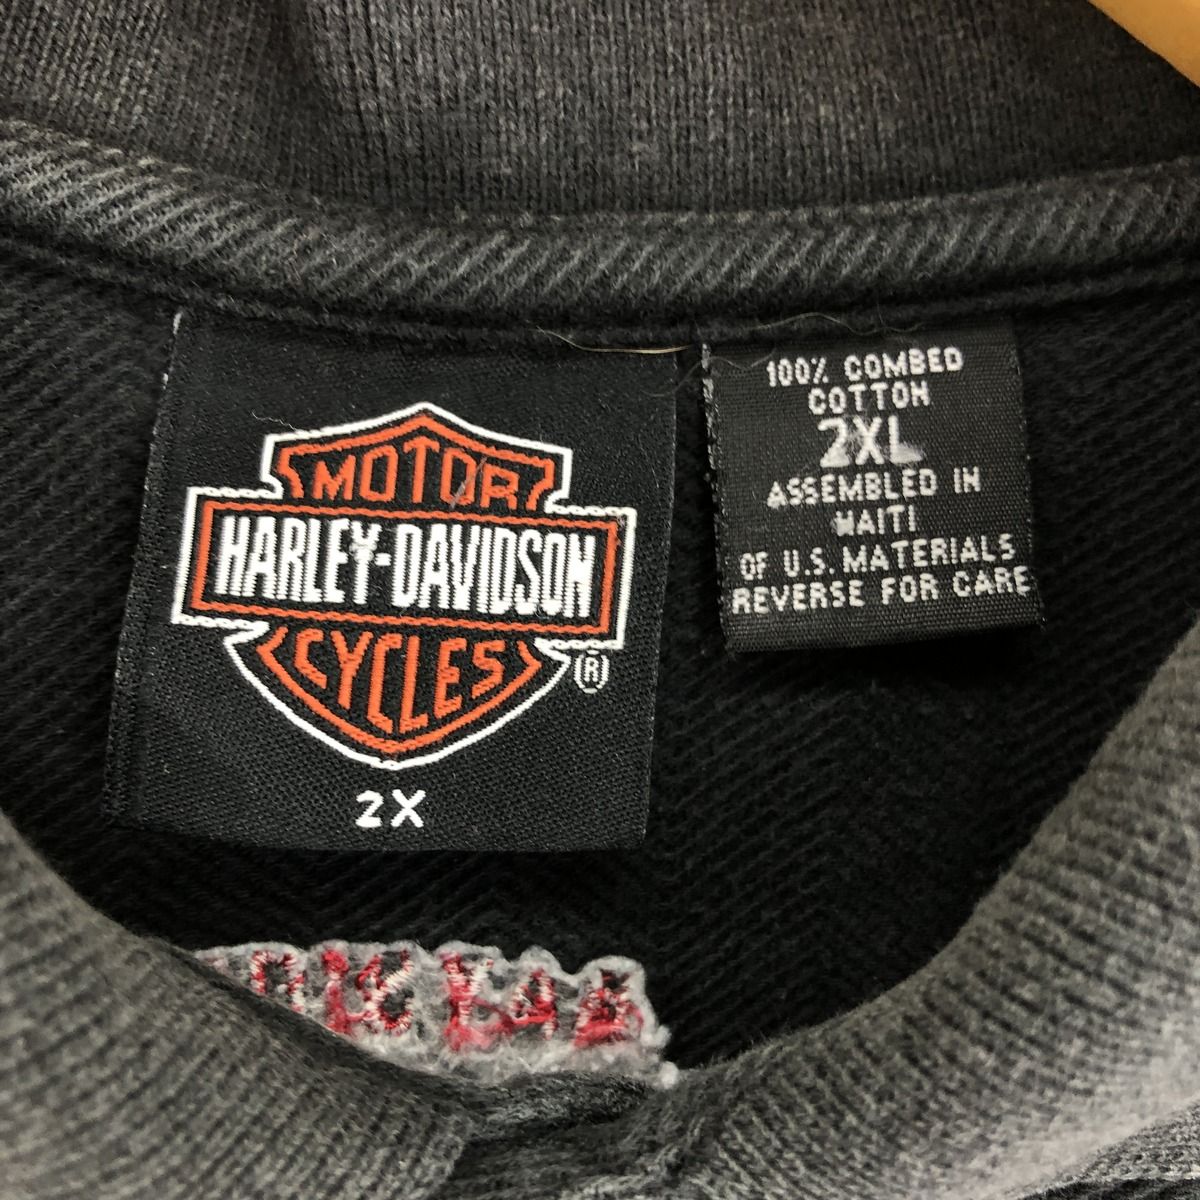 MOTOR
HARLEY-DAVIDSON
CYCLES
®
2X
100% COMBED
COTTON
2XL
ASSEMBLED IN
HAITI
OF U.S. MATERIALS
REVERSE FOR CARE